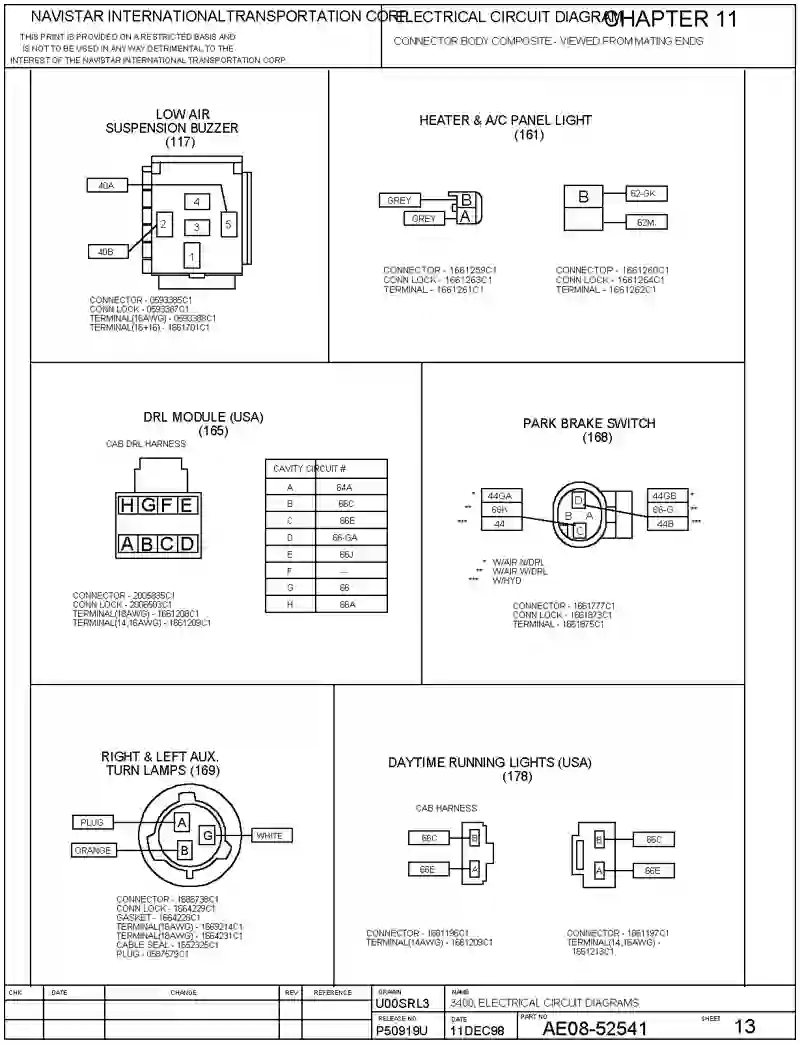 NAVISTAR INTERNATIONAL TRANSPORTATION CORP.
THIS PRINT IS PROVIDED ON A RESTRICTED BASIS AND
IS NOT TO BE USED IN ANY WAY DETRIMENTAL TO THE
INTEREST OF THE NAVISTAR INTERNATIONAL TRANSPORTATION CORP
ELECTRICAL CIRCUIT DIAGRAM
CHAPTER 11
CONNECTOR BODY COMPOSITE - VIEWED FROM MATING ENDS
LOW AIR
SUSPENSION BUZZER
(117)
40A
4
2
3
5
1
40B
CONNECTOR - 0593385C1
CONN LOCK - 0593387C1
TERMINAL(16AWG) - 0593388C1
TERMINAL(16+16) - 1661701C1
HEATER & A/C PANEL LIGHT
(161)
GREY
B
GREY
A
B
62-GK
62M
CONNECTOR - 1661259C1
CONN LOCK - 1661263C1
TERMINAL - 1661261C1
CONNECTOR - 1661260C1
CONN LOCK - 1661264C1
TERMINAL - 1661262C1
DRL MODULE (USA)
(165)
CAB DRL HARNESS
H G F E
A B C D
CAVITY CIRCUIT #
A 64A
B 66C
C 66E
D 66-GA
E 66J
F —
G 66
H 66A
CONNECTOR - 2005835C1
CONN LOCK - 2006503C1
TERMINAL(18AWG) - 1661208C1
TERMINAL(14,16AWG) - 1661209C1
PARK BRAKE SWITCH
(168)
* 44GA
** 66K
*** 44
D
B A
C
44GB *
66-G **
44B ***
* W/AIR N/DRL
** W/AIR W/DRL
*** W/HYD
CONNECTOR - 1661777C1
CONN LOCK - 1661873C1
TERMINAL - 1661875C1
RIGHT & LEFT AUX.
TURN LAMPS (169)
PLUG
A
G
WHITE
ORANGE
B
CONNECTOR - 1686738C1
CONN LOCK - 1664229C1
GASKET - 1664226C1
TERMINAL(18AWG) - 1669214C1
TERMINAL(16AWG) - 1664231C1
CABLE SEAL - 1652325C1
PLUG - 0587579C1
DAYTIME RUNNING LIGHTS (USA)
(178)
CAB HARNESS
66C
B
66E
A
B
66C
A
66E
CONNECTOR - 1661196C1
TERMINAL(14AWG) - 1661209C1
CONNECTOR - 1661197C1
TERMINAL(14,16AWG) -
1661213C1
CHK
DATE
CHANGE
REV
REFERENCE
DRAWN
U00SRL3
NAME
3400, ELECTRICAL CIRCUIT DIAGRAMS
RELEASE NO.
P50919U
DATE
11DEC98
PART NO
AE08-52541
SHEET
13